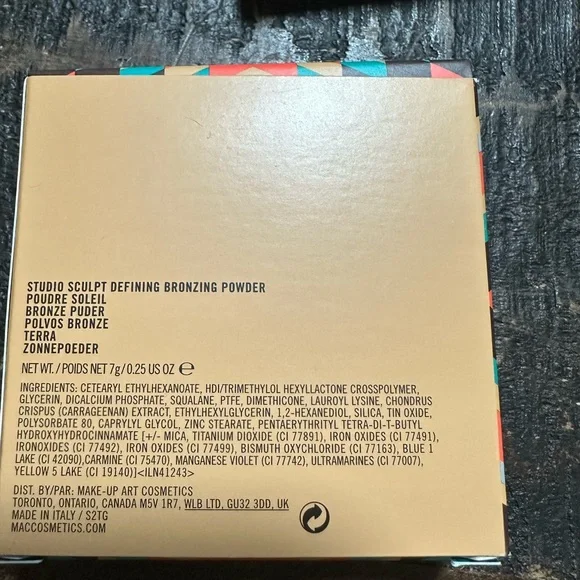 STUDIO SCULPT DEFINING BRONZING POWDER
POUDRE SOLEIL
BRONZE PUDER
POLVOS BRONZE
TERRA
ZONNEPOEDER
NET WT. / POIDS NET 7g / 0.25 US OZ ℮
INGREDIENTS: CETEARYL ETHYLHEXANOATE, HDI/TRIMETHYLOL HEXYLLACTONE CROSSPOLYMER,
GLYCERIN, DICALCIUM PHOSPHATE, SQUALANE, PTFE, DIMETHICONE, LAUROYL LYSINE, CHONDRUS
CRISPUS (CARRAGEENAN) EXTRACT, ETHYLHEXYLGLYCERIN, 1,2-HEXANEDIOL, SILICA, TIN OXIDE,
POLYSORBATE 80, CAPRYLYL GLYCOL, ZINC STEARATE, PENTAERYTHRITYL TETRA-DI-T-BUTYL
HYDROXYHYDROCINNAMATE [+/- MICA, TITANIUM DIOXIDE (CI 77891), IRON OXIDES (CI 77491),
IRONOXIDES (CI 77492), IRON OXIDES (CI 77499), BISMUTH OXYCHLORIDE (CI 77163), BLUE 1
LAKE (CI 42090),CARMINE (CI 75470), MANGANESE VIOLET (CI 77742), ULTRAMARINES (CI 77007),
YELLOW 5 LAKE (CI 19140)]<ILN41243>
DIST. BY/PAR: MAKE-UP ART COSMETICS
TORONTO, ONTARIO, CANADA M5V 1R7, WLB LTD, GU32 3DD, UK
MADE IN ITALY / S2TG
MACCOSMETICS.COM